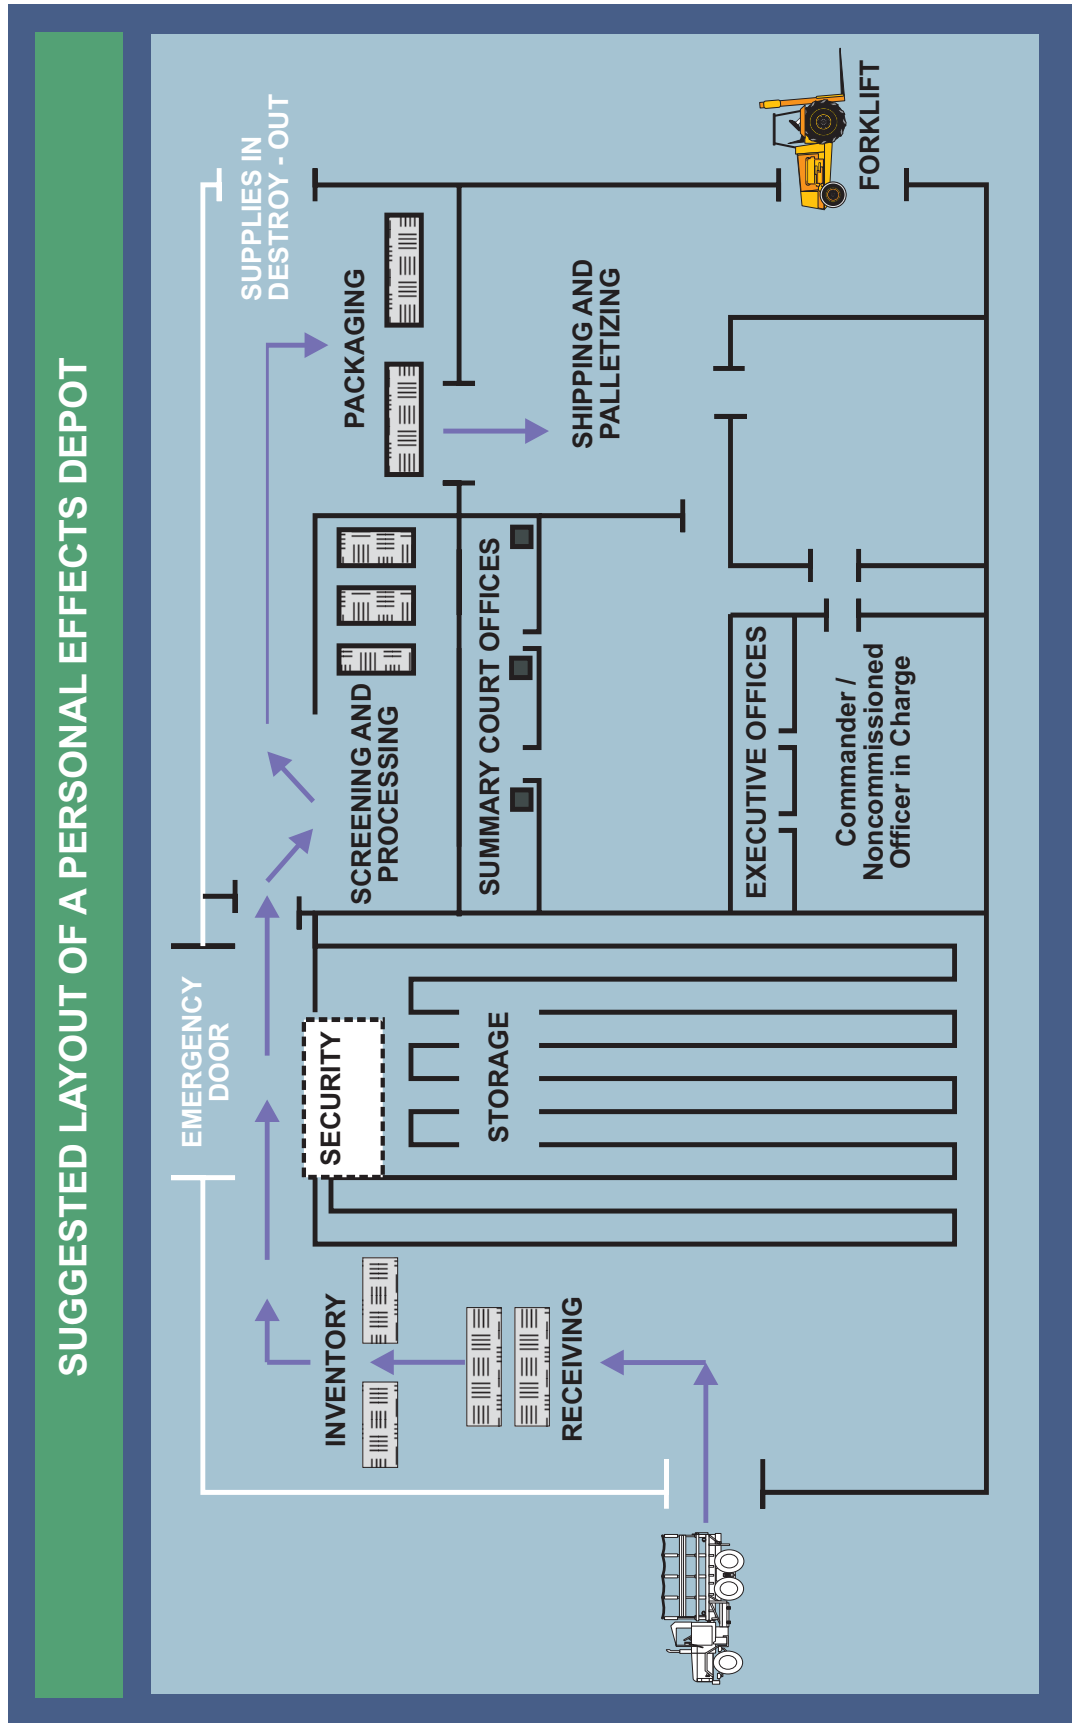 SUGGESTED LAYOUT OF A PERSONAL EFFECTS DEPOT
EMERGENCY
DOOR
SUPPLIES IN
DESTROY - OUT
INVENTORY
RECEIVING
SECURITY
STORAGE
SCREENING AND
PROCESSING
SUMMARY COURT OFFICES
EXECUTIVE OFFICES
Commander /
Noncommissioned
Officer in Charge
PACKAGING
SHIPPING AND
PALLETIZING
FORKLIFT